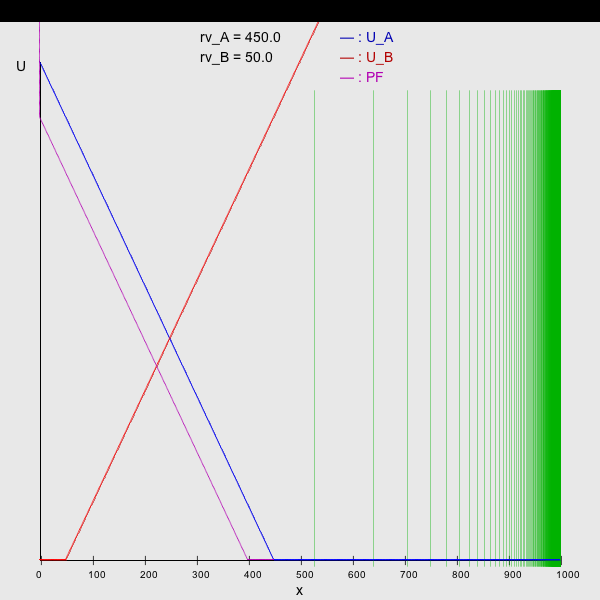 rv_A = 450.0
rv_B = 50.0
— : U_A
— : U_B
— : PF
U
0 100 200 300 400 500 600 700 800 900 1000
x